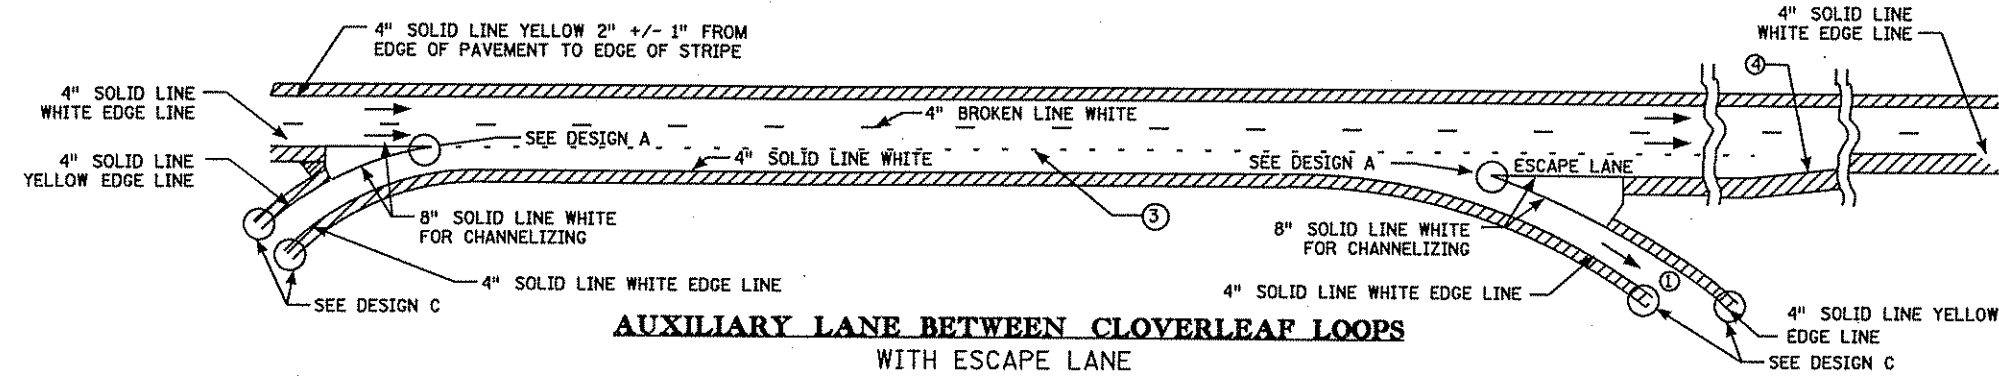 4" SOLID LINE YELLOW 2" +/- 1" FROM
EDGE OF PAVEMENT TO EDGE OF STRIPE
4" SOLID LINE
WHITE EDGE LINE
4" SOLID LINE
WHITE EDGE LINE
4
4" BROKEN LINE WHITE
SEE DESIGN A
4" SOLID LINE
YELLOW EDGE LINE
4" SOLID LINE WHITE
SEE DESIGN A
ESCAPE LANE
3
8" SOLID LINE WHITE
FOR CHANNELIZING
8" SOLID LINE WHITE
FOR CHANNELIZING
4" SOLID LINE WHITE EDGE LINE
1
4" SOLID LINE WHITE EDGE LINE
SEE DESIGN C
4" SOLID LINE YELLOW
EDGE LINE
SEE DESIGN C
AUXILIARY LANE BETWEEN CLOVERLEAF LOOPS
WITH ESCAPE LANE